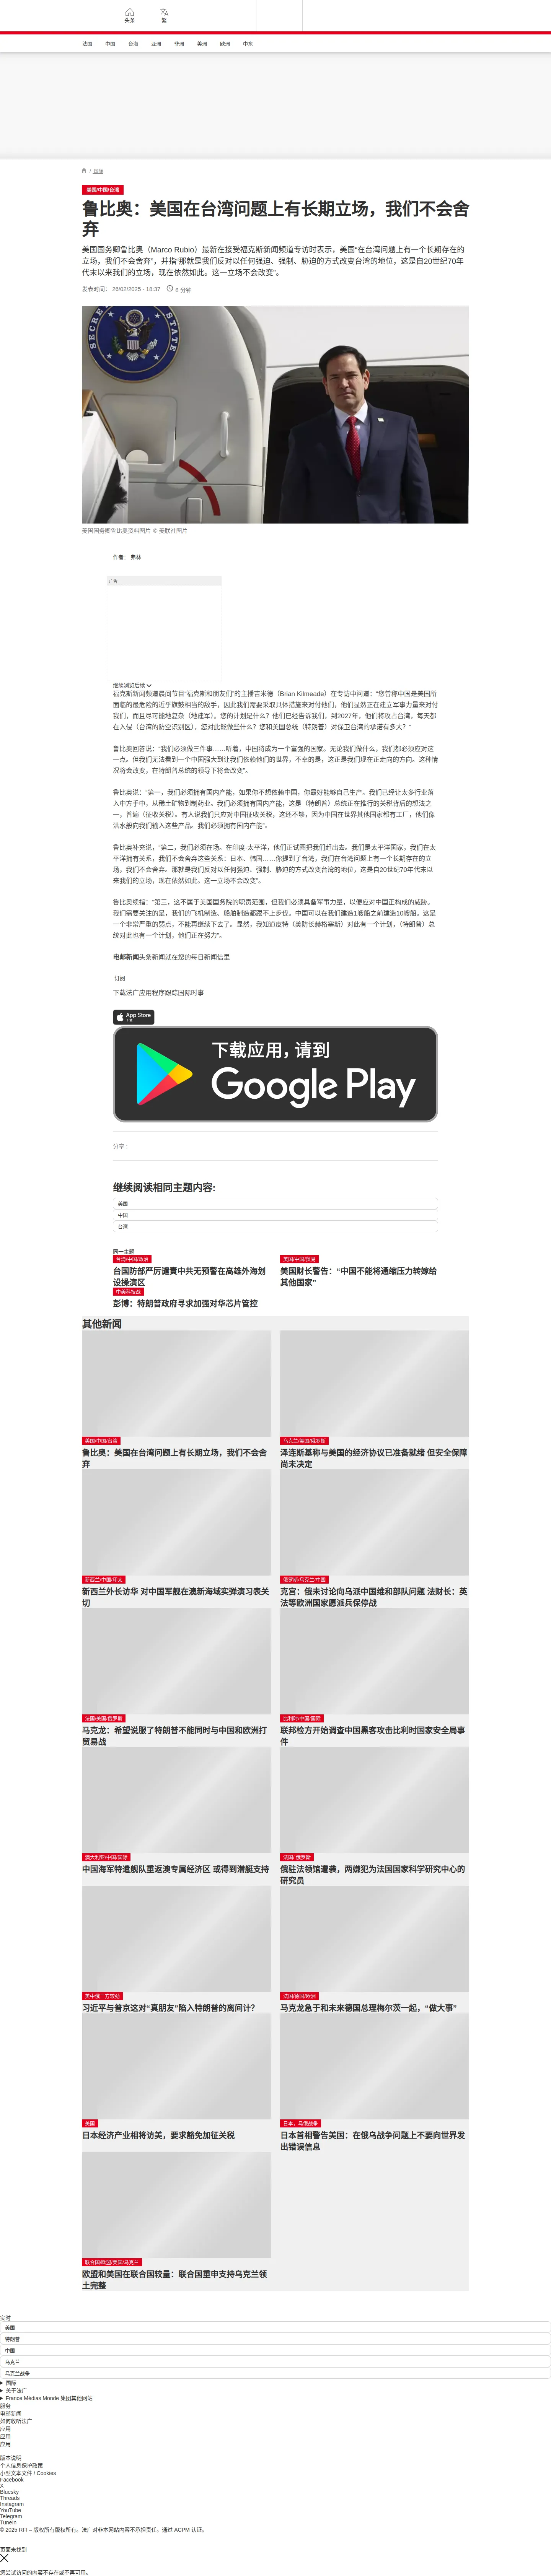 头条
繁
法国
中国
台海
亚洲
非洲
美洲
欧洲
中东
/ 国际
美国/中国/台湾
鲁比奥：美国在台湾问题上有长期立场，我们不会舍
弃
美国国务卿鲁比奥（Marco Rubio）最新在接受福克斯新闻频道专访时表示，美国“在台湾问题上有一个长期存在的
立场，我们不会舍弃”，并指“那就是我们反对以任何强迫、强制、胁迫的方式改变台湾的地位，这是自20世纪70年
代末以来我们的立场，现在依然如此。这一立场不会改变”。
发表时间： 26/02/2025 - 18:37
6 分钟
美国国务卿鲁比奥资料图片 © 美联社图片
作者： 弗林
广告
继续浏览后续
福克斯新闻频道晨间节目“福克斯和朋友们”的主播吉米德（Brian Kilmeade）在专访中问道：“您曾称中国是美国所
面临的最危险的近乎旗鼓相当的敌手，因此我们需要采取具体措施来对付他们，他们显然正在建立军事力量来对付
我们，而且尽可能地复杂（地建军）。您的计划是什么？他们已经告诉我们，到2027年，他们将攻占台湾，每天都
在入侵（台湾的防空识别区），您对此能做些什么？您和美国总统（特朗普）对保卫台湾的承诺有多大？”
鲁比奥回答说：“我们必须做三件事……听着，中国将成为一个富强的国家。无论我们做什么，我们都必须应对这
一点。但我们无法看到一个中国强大到让我们依赖他们的世界，不幸的是，这正是我们现在正走向的方向。这种情
况将会改变，在特朗普总统的领导下将会改变”。
鲁比奥说：“第一，我们必须拥有国内产能，如果你不想依赖中国，你最好能够自己生产。我们已经让太多行业落
入中方手中，从稀土矿物到制药业。我们必须拥有国内产能，这是（特朗普）总统正在推行的关税背后的想法之
一，普遍（征收关税）。有人说我们只应对中国征收关税，这还不够，因为中国在世界其他国家都有工厂，他们像
洪水般向我们输入这些产品。我们必须拥有国内产能”。
鲁比奥补充说，“第二，我们必须在场。在印度-太平洋，他们正试图把我们赶出去。我们是太平洋国家，我们在太
平洋拥有关系，我们不会舍弃这些关系：日本、韩国……你提到了台湾，我们在台湾问题上有一个长期存在的立
场，我们不会舍弃。那就是我们反对以任何强迫、强制、胁迫的方式改变台湾的地位，这是自20世纪70年代末以
来我们的立场，现在依然如此。这一立场不会改变”。
鲁比奥续指：“第三，这不属于美国国务院的职责范围，但我们必须具备军事力量，以便应对中国正构成的威胁。
我们需要关注的是，我们的飞机制造、船舶制造都跟不上步伐。中国可以在我们建造1艘船之前建造10艘船。这是
一个非常严重的弱点，不能再继续下去了。显然，我知道皮特（美防长赫格塞斯）对此有一个计划，（特朗普）总
统对此也有一个计划，他们正在努力”。
电邮新闻头条新闻就在您的每日新闻信里
订阅
下载法广应用程序跟踪国际时事
App Store
下载
下载应用，请到
Google Play
分享 :
继续阅读相同主题内容:
美国
中国
台湾
同一主题
台湾/中国/政治
台国防部严厉谴责中共无预警在高雄外海划
设操演区
美国/中国/贸易
美国财长警告：“中国不能将通缩压力转嫁给
其他国家”
中美科技战
彭博：特朗普政府寻求加强对华芯片管控
其他新闻
美国/中国/台湾
鲁比奥：美国在台湾问题上有长期立场，我们不会舍
弃
乌克兰/美国/俄罗斯
泽连斯基称与美国的经济协议已准备就绪 但安全保障
尚未决定
新西兰/中国/印太
新西兰外长访华 对中国军舰在澳新海域实弹演习表关
切
俄罗斯/乌克兰/中国
克宫：俄未讨论向乌派中国维和部队问题 法财长：英
法等欧洲国家愿派兵保停战
法国/美国/俄罗斯
马克龙：希望说服了特朗普不能同时与中国和欧洲打
贸易战
比利时/中国/国际
联邦检方开始调查中国黑客攻击比利时国家安全局事
件
澳大利亚/中国/国际
中国海军特遣舰队重返澳专属经济区 或得到潜艇支持
法国/ 俄罗斯
俄驻法领馆遭袭，两嫌犯为法国国家科学研究中心的
研究员
美中俄三方较劲
习近平与普京这对“真朋友”陷入特朗普的离间计？
法国/德国/欧洲
马克龙急于和未来德国总理梅尔茨一起，“做大事”
美国
日本经济产业相将访美，要求豁免加征关税
日本，乌俄战争
日本首相警告美国：在俄乌战争问题上不要向世界发
出错误信息
联合国/欧盟/美国/乌克兰
欧盟和美国在联合国较量：联合国重申支持乌克兰领
土完整
实时
美国
特朗普
中国
乌克兰
乌克兰战争
国际
关于法广
France Médias Monde 集团其他网站
服务
电邮新闻
如何收听法广
应用
应用
应用
版本说明
个人信息保护政策
小型文本文件 / Cookies
Facebook
X
Bluesky
Threads
Instagram
YouTube
Telegram
TuneIn
© 2025 RFI – 版权所有版权所有。法广对非本网站内容不承担责任。通过 ACPM 认证。
页面未找到
您尝试访问的内容不存在或不再可用。